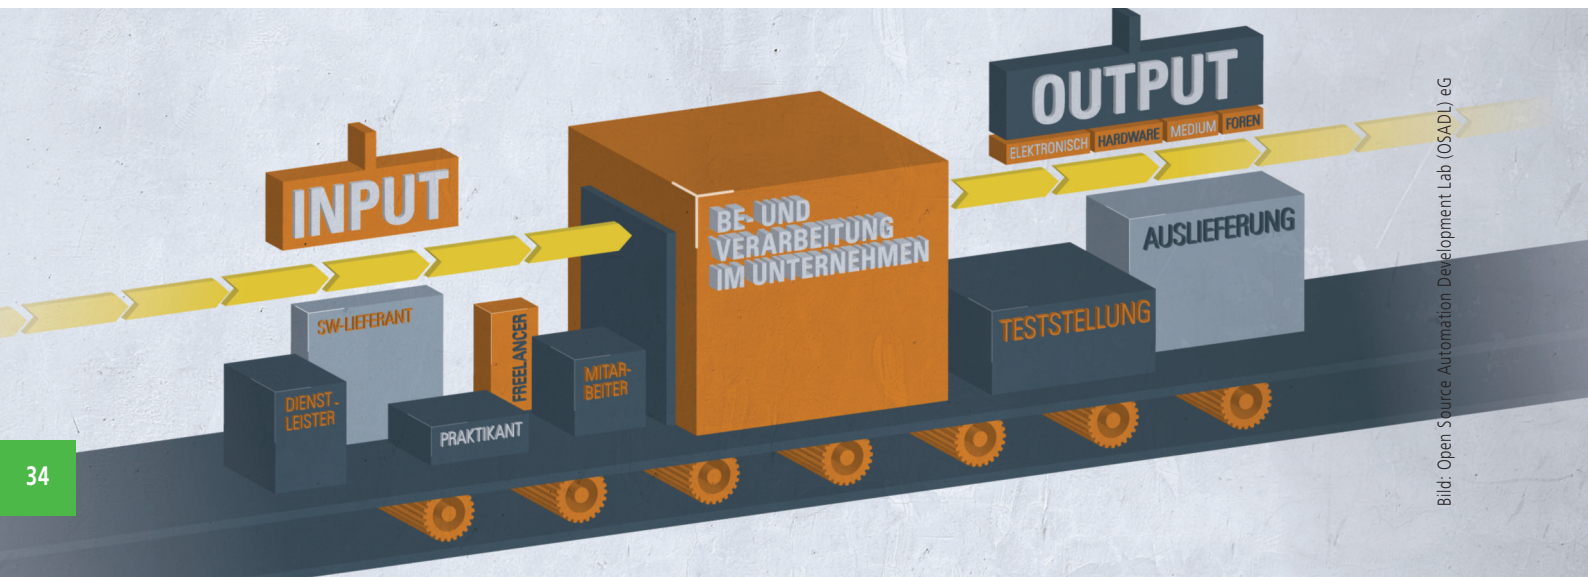 INPUT
SW-LIEFERANT
DIENST-
LEISTER
PRAKTIKANT
FREELANCER
MITAR-
BEITER
BE- UND
VERARBEITUNG
IM UNTERNEHMEN
OUTPUT
ELEKTRONISCH HARDWARE MEDIUM FOREN
TESTSTELLUNG
AUSLIEFERUNG
34
Bild: Open Source Automation Development Lab (OSADL) eG